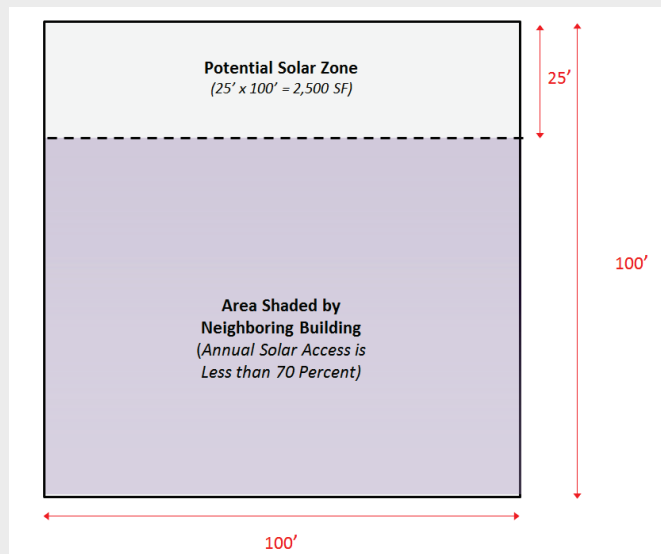 Potential Solar Zone
(25’ x 100’ = 2,500 SF)
25’
100’
Area Shaded by
Neighboring Building
(Annual Solar Access is
Less than 70 Percent)
100’